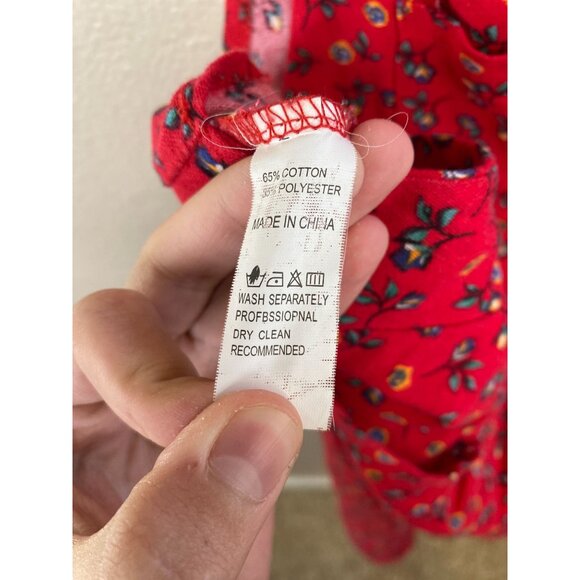 65% COTTON
35% POLYESTER
MADE IN CHINA
WASH SEPARATELY
PROFBSSIOPNAL
DRY CLEAN
RECOMMENDED